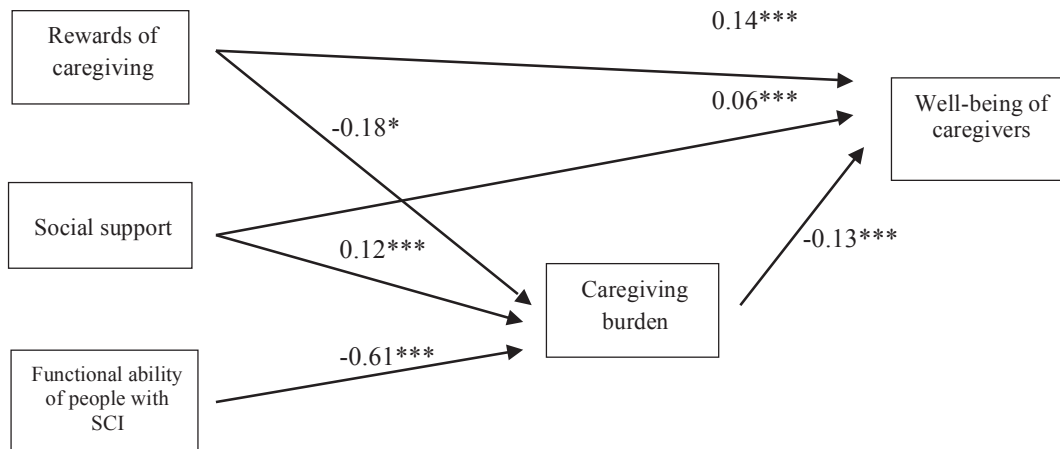 Rewards of
caregiving
0.14***
0.06***
Well-being of
caregivers
-0.18*
Social support
0.12***
-0.13***
Caregiving
burden
-0.61***
Functional ability
of people with
SCI